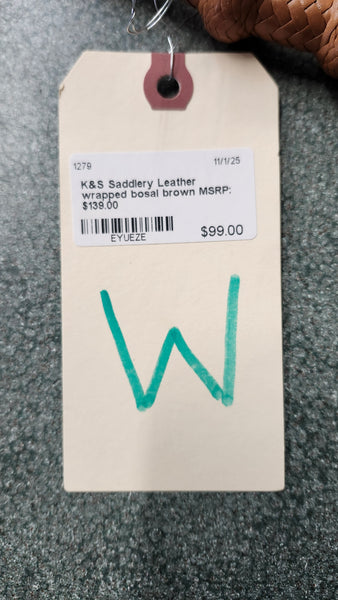 1279 11/1/25
K&S Saddlery Leather
wrapped bosal brown MSRP:
$139.00
EYUEZE $99.00
W